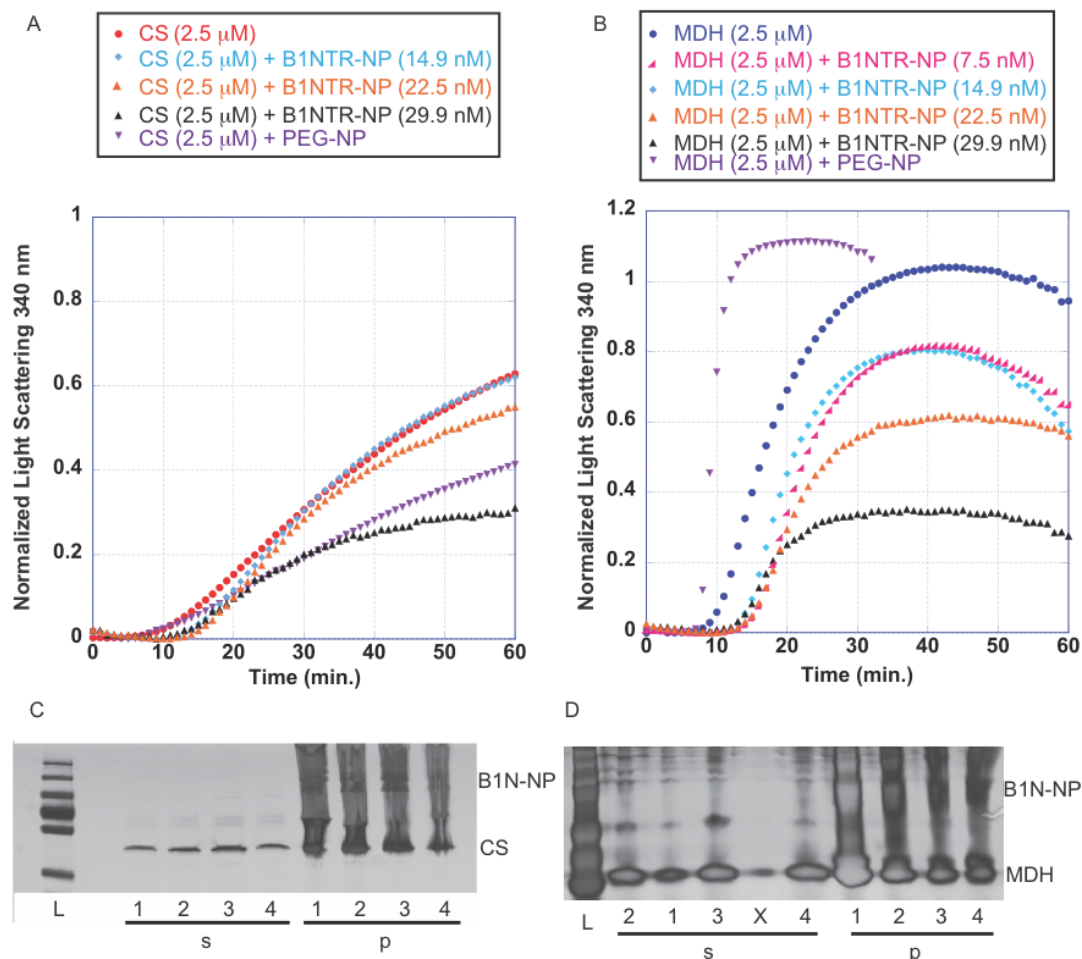 A
CS (2.5 μM)
CS (2.5 μM) + B1NTR-NP (14.9 nM)
CS (2.5 μM) + B1NTR-NP (22.5 nM)
CS (2.5 μM) + B1NTR-NP (29.9 nM)
CS (2.5 μM) + PEG-NP
Normalized Light Scattering 340 nm
1
0.8
0.6
0.4
0.2
0
0 10 20 30 40 50 60
Time (min.)
B
MDH (2.5 μM)
MDH (2.5 μM) + B1NTR-NP (7.5 nM)
MDH (2.5 μM) + B1NTR-NP (14.9 nM)
MDH (2.5 μM) + B1NTR-NP (22.5 nM)
MDH (2.5 μM) + B1NTR-NP (29.9 nM)
MDH (2.5 μM) + PEG-NP
Normalized Light Scattering 340 nm
1.2
1
0.8
0.6
0.4
0.2
0
0 10 20 30 40 50 60
Time (min.)
C
B1N-NP
CS
L 1 2 3 4 1 2 3 4
s p
D
B1N-NP
MDH
L 2 1 3 X 4 1 2 3 4
s p